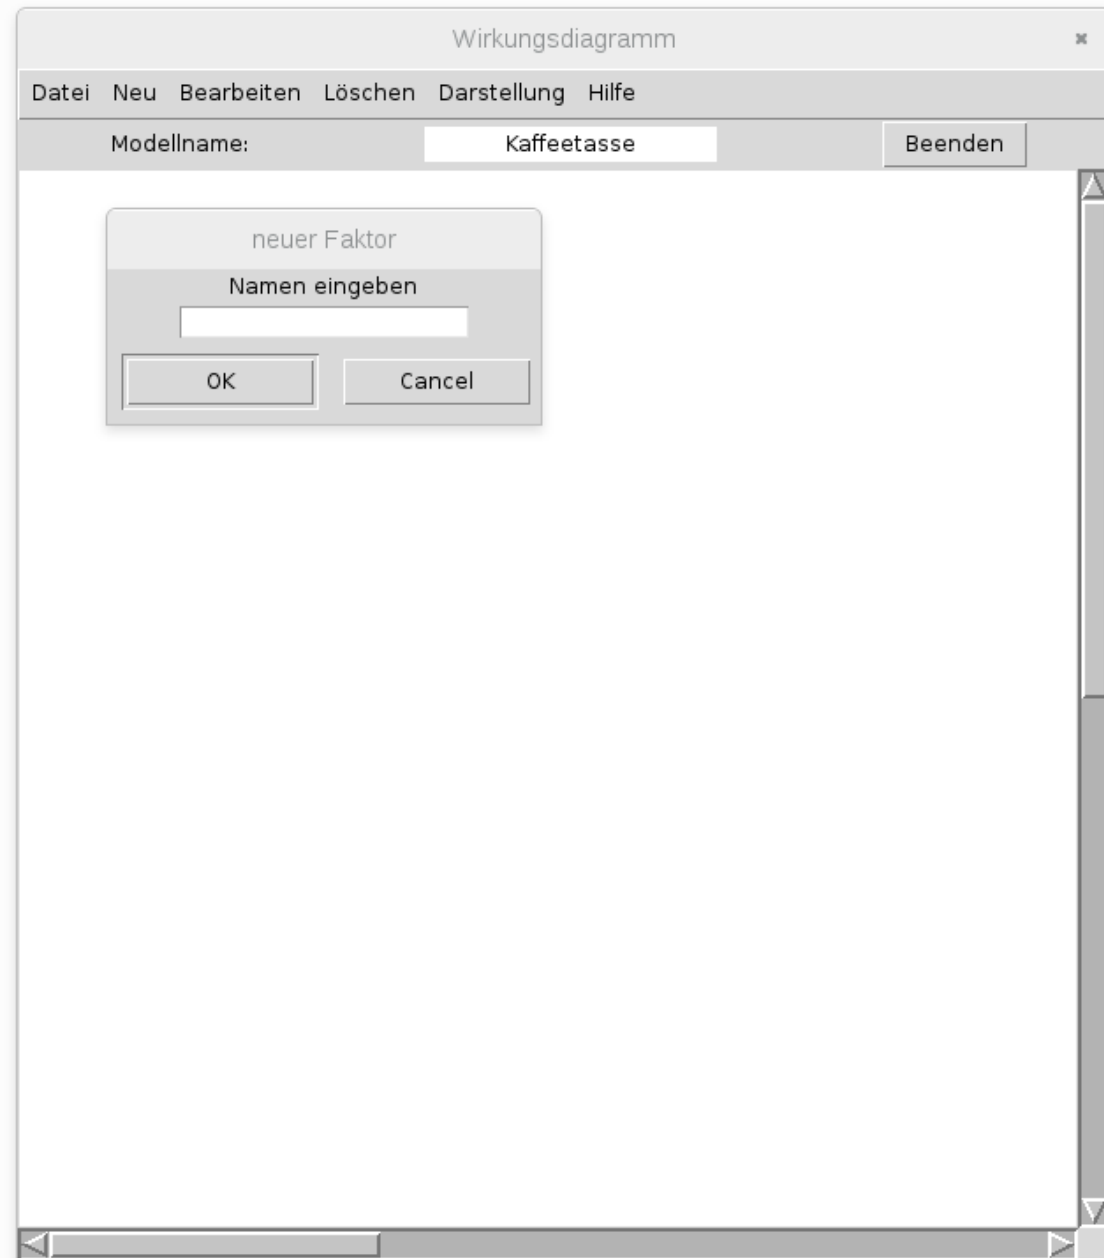 Wirkungsdiagramm
Datei Neu Bearbeiten Löschen Darstellung Hilfe
Modellname: Kaffeetasse Beenden
neuer Faktor
Namen eingeben
OK Cancel